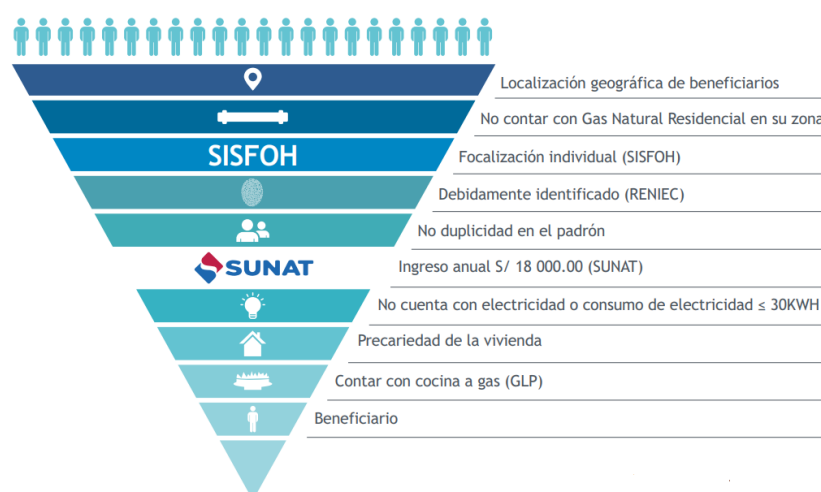 Localización geográfica de beneficiarios
No contar con Gas Natural Residencial en su zona
SISFOH
Focalización individual (SISFOH)
Debidamente identificado (RENIEC)
No duplicidad en el padrón
SUNAT
Ingreso anual S/ 18 000.00 (SUNAT)
No cuenta con electricidad o consumo de electricidad ≤ 30KWH
Precariedad de la vivienda
Contar con cocina a gas (GLP)
Beneficiario